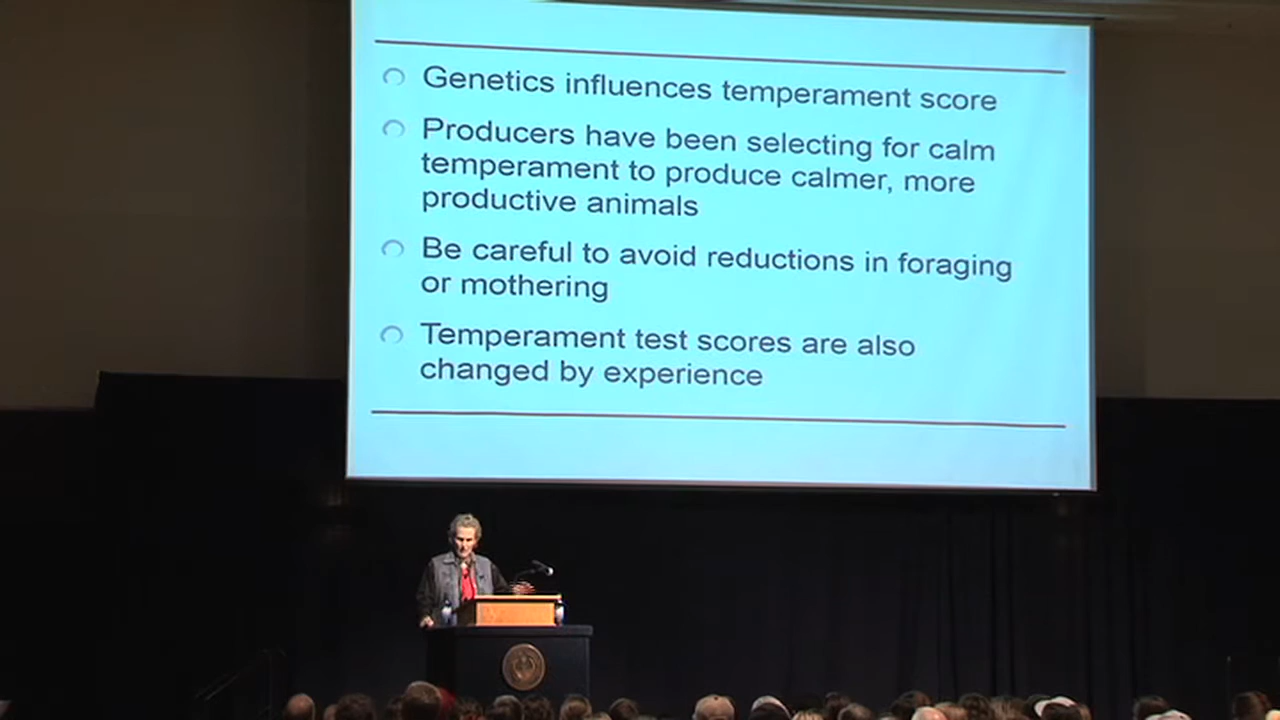 Genetics influences temperament score
Producers have been selecting for calm
temperament to produce calmer, more
productive animals
Be careful to avoid reductions in foraging
or mothering
Temperament test scores are also
changed by experience